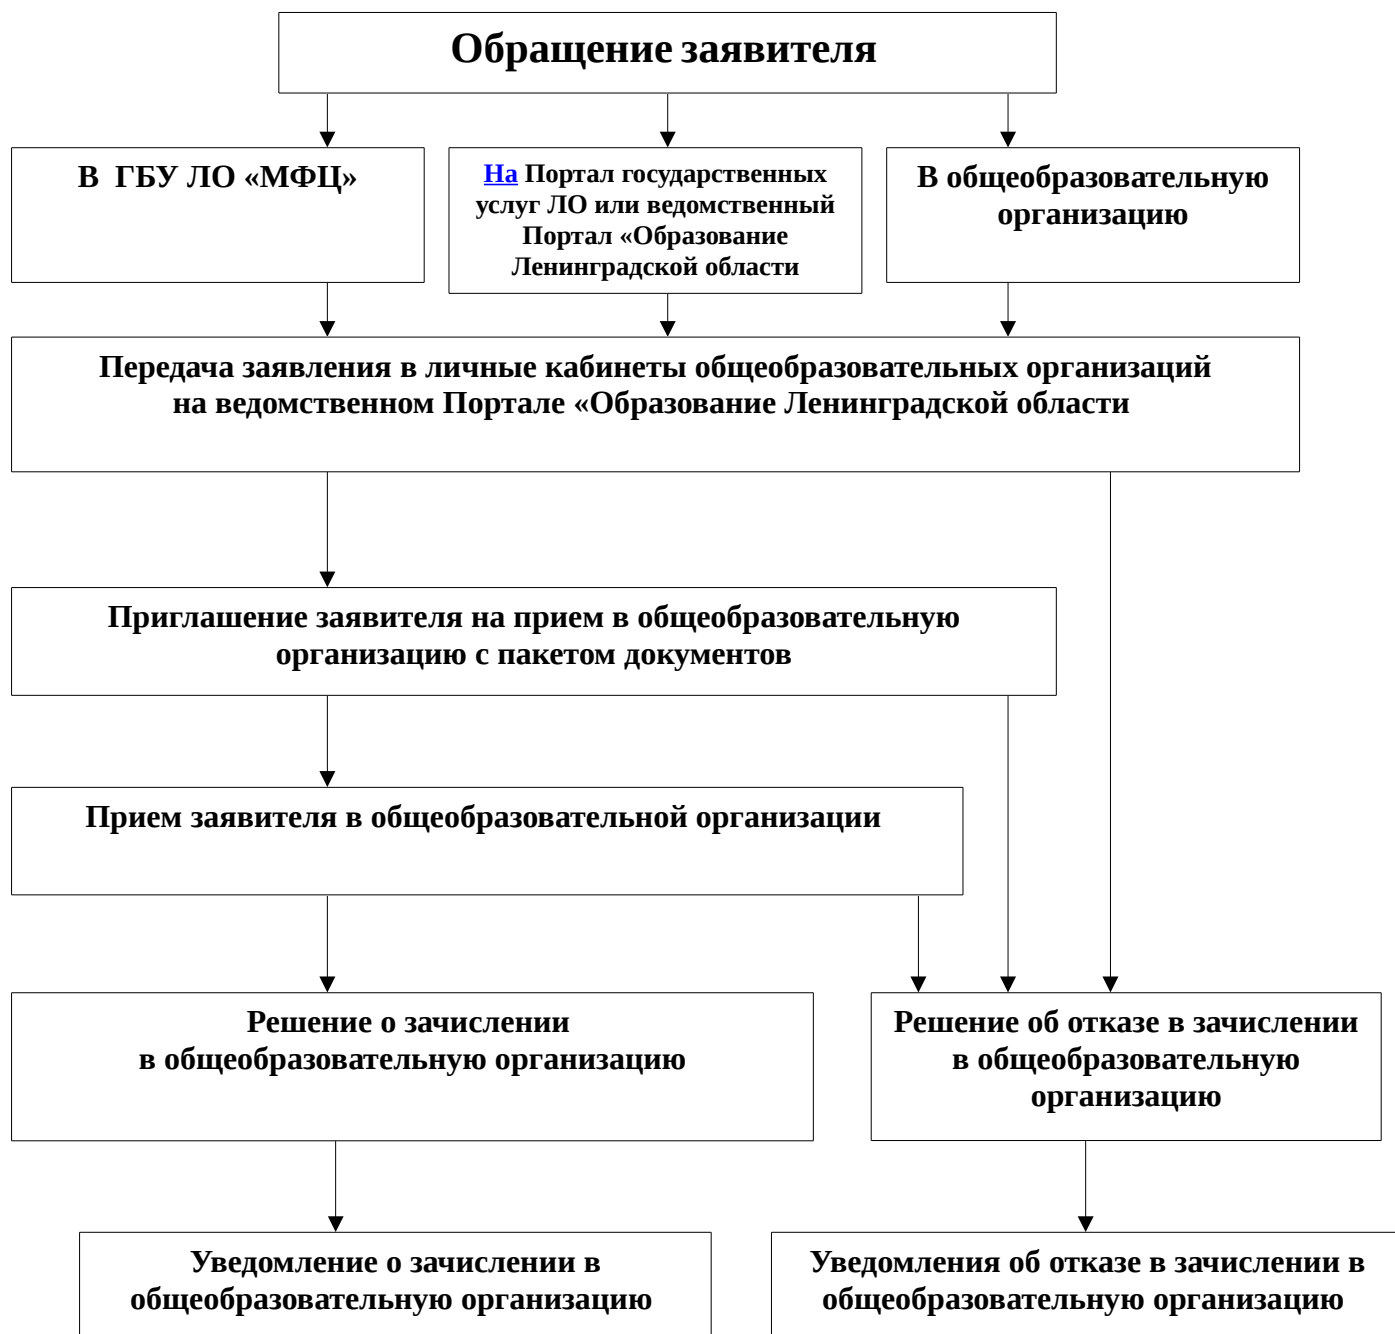 Обращение заявителя
В ГБУ ЛО «МФЦ»
На Портал государственных
услуг ЛО или ведомственный
Портал «Образование
Ленинградской области
В общеобразовательную
организацию
Передача заявления в личные кабинеты общеобразовательных организаций
на ведомственном Портале «Образование Ленинградской области
Приглашение заявителя на прием в общеобразовательную
организацию с пакетом документов
Прием заявителя в общеобразовательной организации
Решение о зачислении
в общеобразовательную организацию
Решение об отказе в зачислении
в общеобразовательную
организацию
Уведомление о зачислении в
общеобразовательную организацию
Уведомления об отказе в зачислении в
общеобразовательную организацию